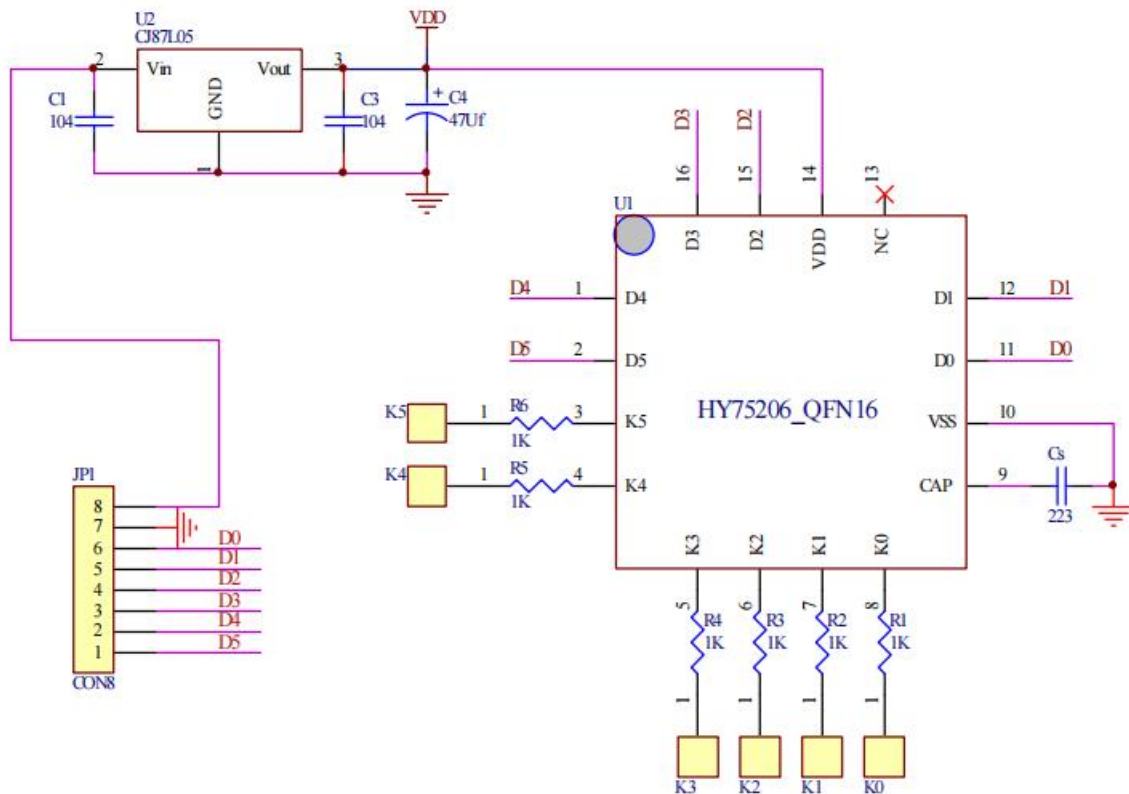 U2
CJ87L05
VDD
2
Vin
Vout
3
GND
1
C1
104
C3
104
+
C4
47Uf
D3
D2
16
15
14
13
U1
D3
D2
VDD
NC
D4
1
D4
D1
12
D1
D5
2
D5
D0
11
D0
HY75206_QFN16
K5
1
R6
1K
3
K5
VSS
10
K4
1
R5
1K
4
K4
CAP
9
Cs
223
K3
K2
K1
K0
5
6
7
8
R4
1K
R3
1K
R2
1K
R1
1K
1
1
1
1
K3
K2
K1
K0
JP1
8
7
6
D0
5
D1
4
D2
3
D3
2
D4
1
D5
CON8